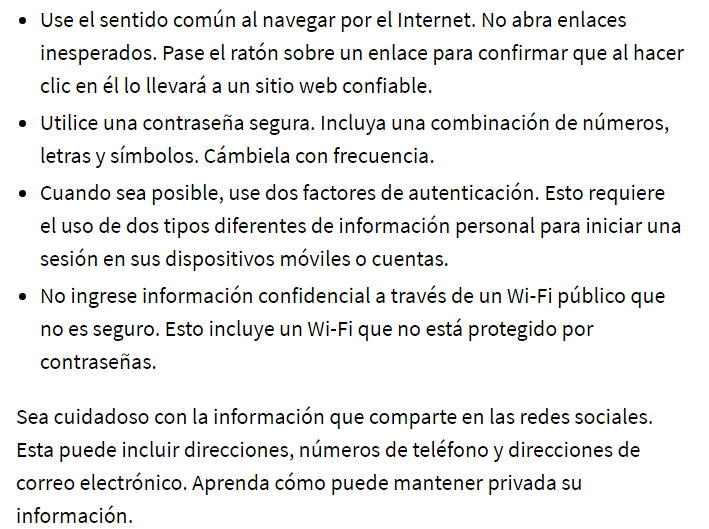 • Use el sentido común al navegar por el Internet. No abra enlaces
inesperados. Pase el ratón sobre un enlace para confirmar que al hacer
clic en él lo llevará a un sitio web confiable.
• Utilice una contraseña segura. Incluya una combinación de números,
letras y símbolos. Cámbiela con frecuencia.
• Cuando sea posible, use dos factores de autenticación. Esto requiere
el uso de dos tipos diferentes de información personal para iniciar una
sesión en sus dispositivos móviles o cuentas.
• No ingrese información confidencial a través de un Wi-Fi público que
no es seguro. Esto incluye un Wi-Fi que no está protegido por
contraseñas.
Sea cuidadoso con la información que comparte en las redes sociales.
Esta puede incluir direcciones, números de teléfono y direcciones de
correo electrónico. Aprenda cómo puede mantener privada su
información.